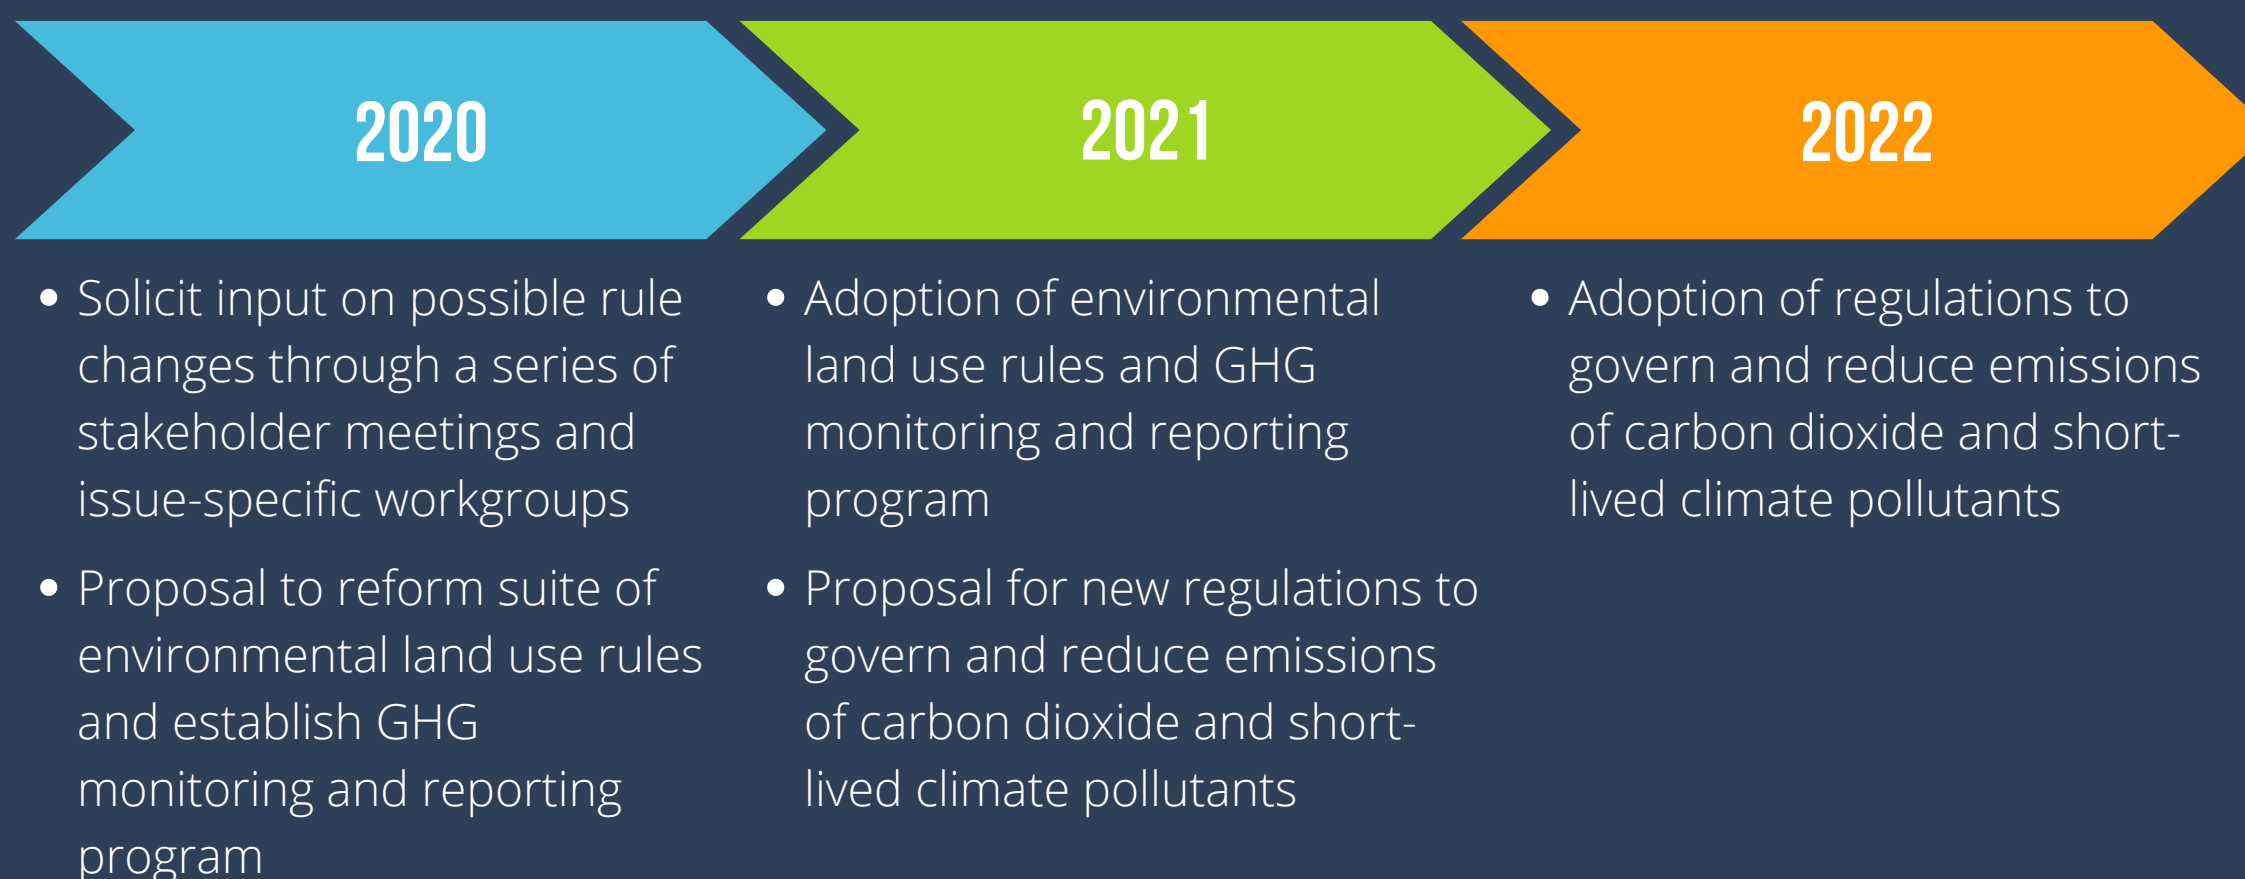 2020
Solicit input on possible rule
changes through a series of
stakeholder meetings and
issue-specific workgroups
Proposal to reform suite of
environmental land use rules
and establish GHG
monitoring and reporting
program
2021
Adoption of environmental
land use rules and GHG
monitoring and reporting
program
Proposal for new regulations to
govern and reduce emissions
of carbon dioxide and short-
lived climate pollutants
2022
Adoption of regulations to
govern and reduce emissions
of carbon dioxide and short-
lived climate pollutants